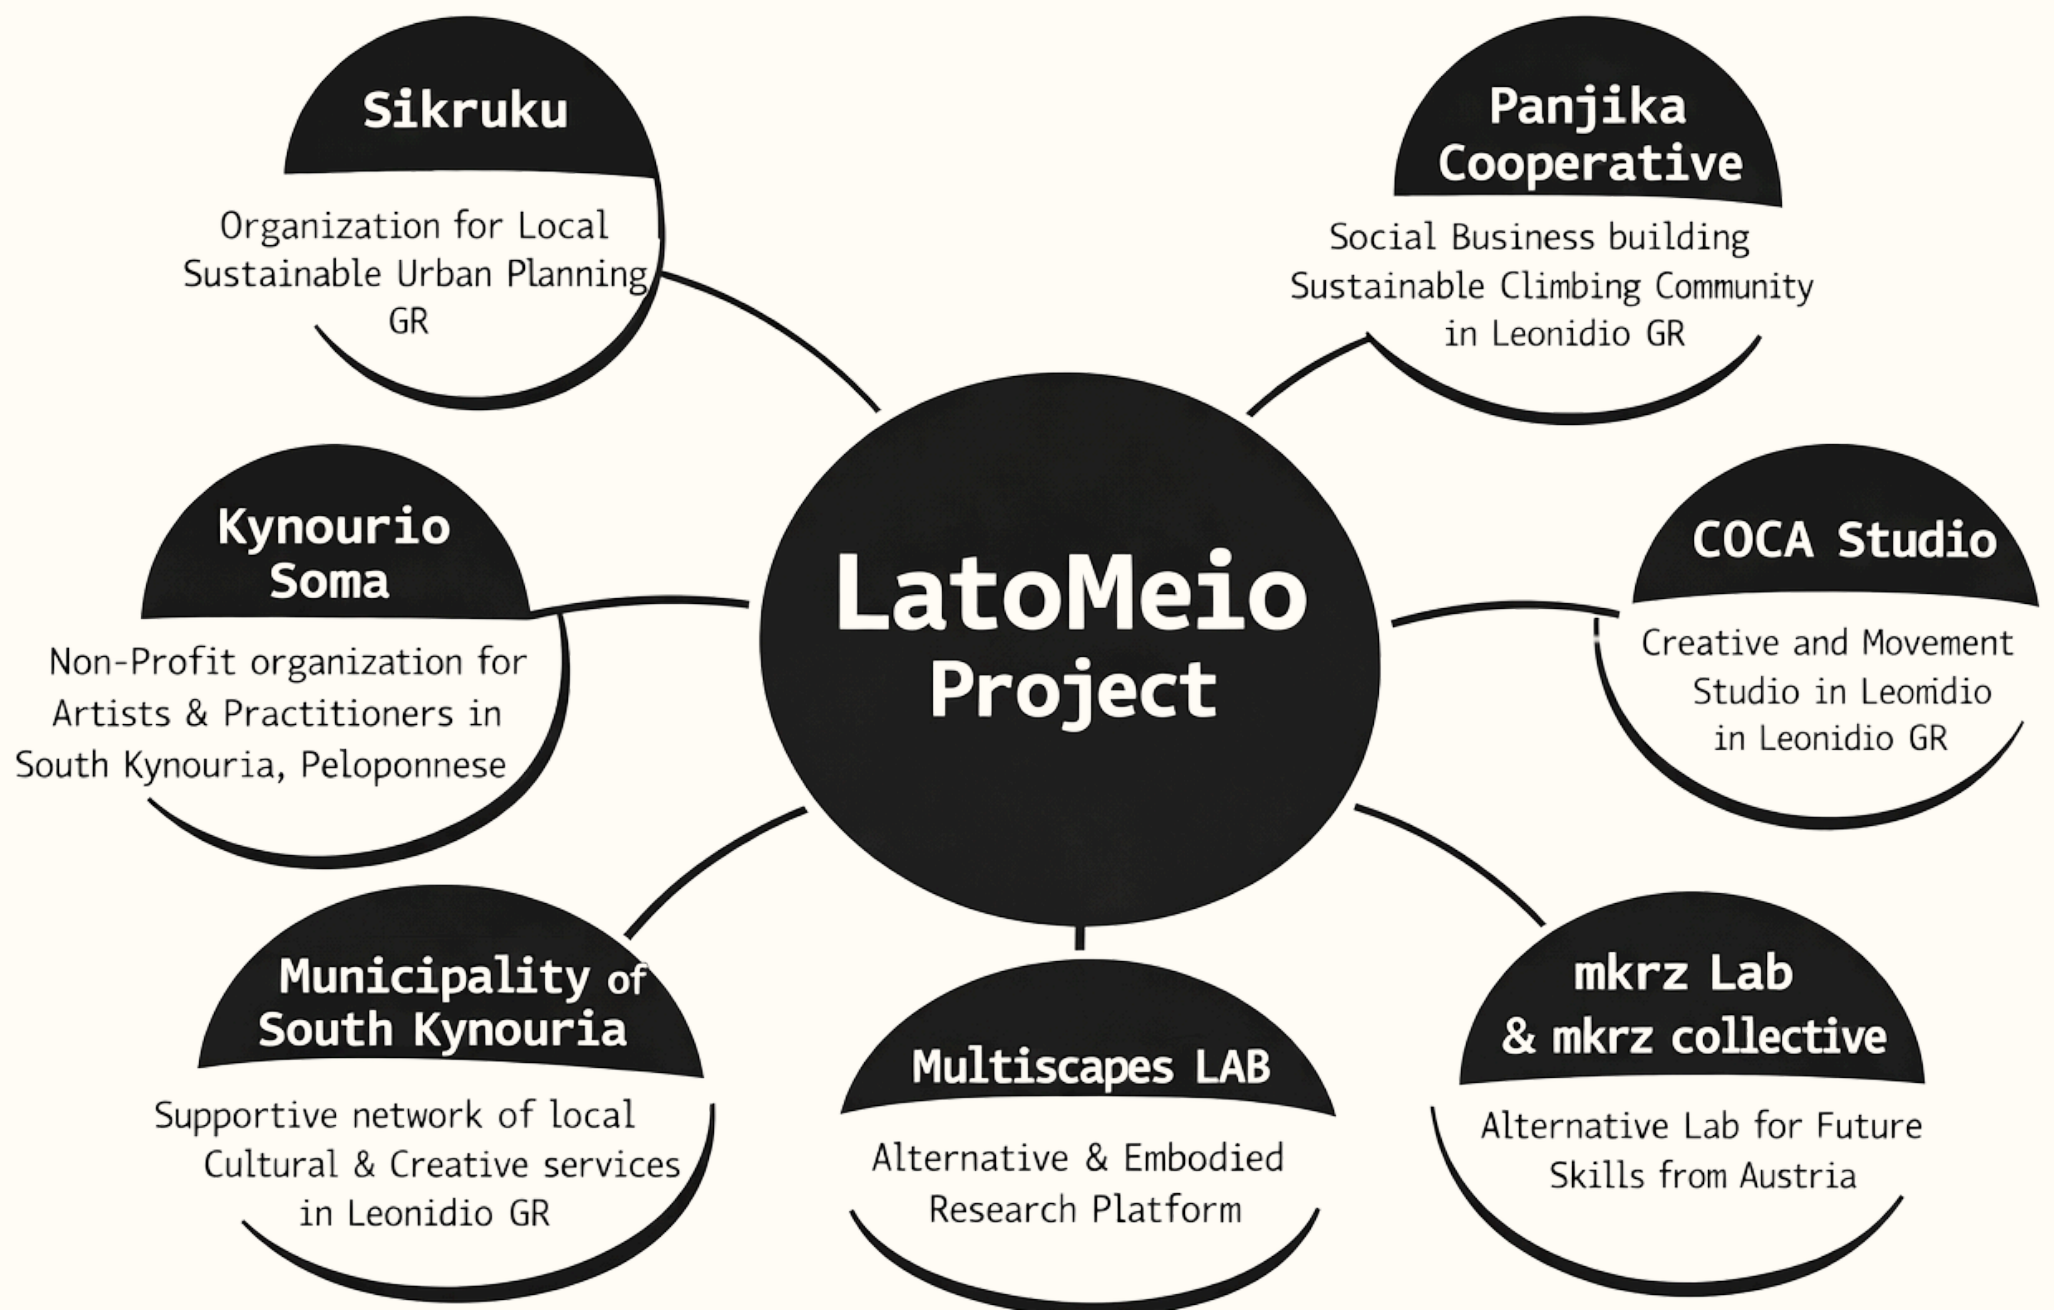 Sikruku
Organization for Local
Sustainable Urban Planning
GR
Panjika
Cooperative
Social Business building
Sustainable Climbing Community
in Leonidio GR
Kynourio
Soma
Non-Profit organization for
Artists & Practitioners in
South Kynouria, Peloponnese
LatoMeio
Project
COCA Studio
Creative and Movement
Studio in Leomidio
in Leonidio GR
Municipality of
South Kynouria
Supportive network of local
Cultural & Creative services
in Leonidio GR
Multiscapes LAB
Alternative & Embodied
Research Platform
mkrz Lab
& mkrz collective
Alternative Lab for Future
Skills from Austria